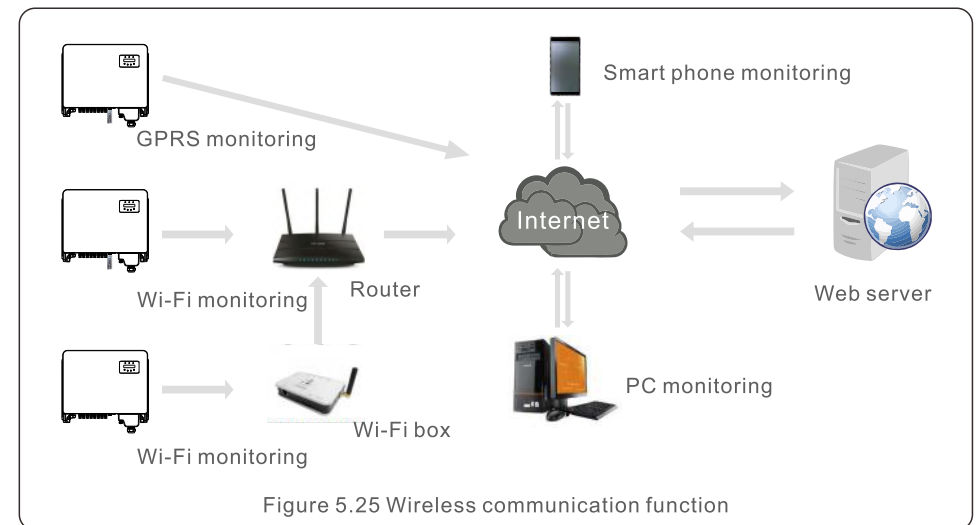 Smart phone monitoring
GPRS monitoring
Internet
Wi-Fi monitoring
Router
Web server
PC monitoring
Wi-Fi box
Wi-Fi monitoring
Figure 5.25 Wireless communication function